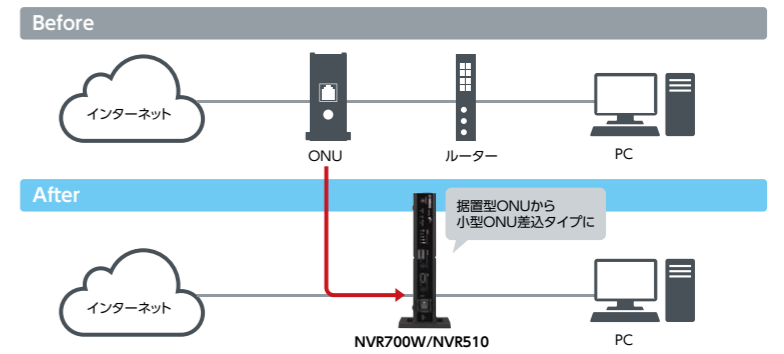 Before
インターネット
ONU
ルーター
PC
After
据置型ONUから
小型ONU差込タイプに
インターネット
NVR700W/NVR510
PC